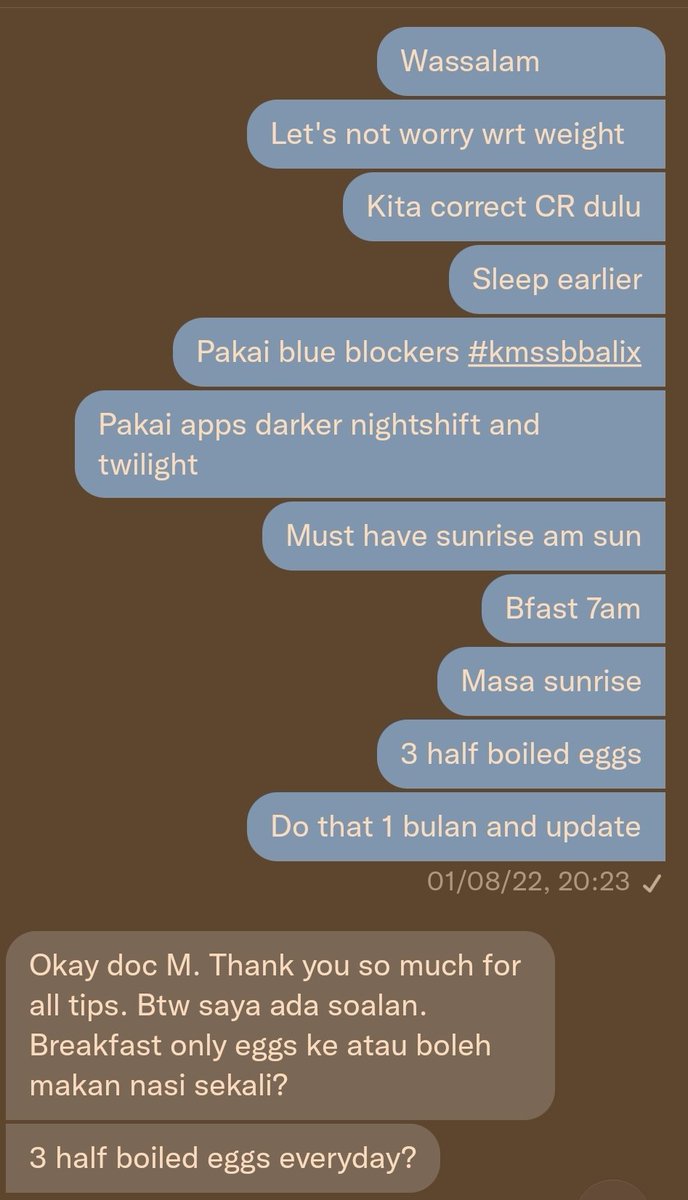 Wassalam
Let's not worry wrt weight
Kita correct CR dulu
Sleep earlier
Pakai blue blockers #kmssbbalix
Pakai apps darker nightshift and
twilight
Must have sunrise am sun
Bfast 7am
Masa sunrise
3 half boiled eggs
Do that 1 bulan and update
01/08/22, 20:23 ✓
Okay doc M. Thank you so much for
all tips. Btw saya ada soalan.
Breakfast only eggs ke atau boleh
makan nasi sekali?
3 half boiled eggs everyday?